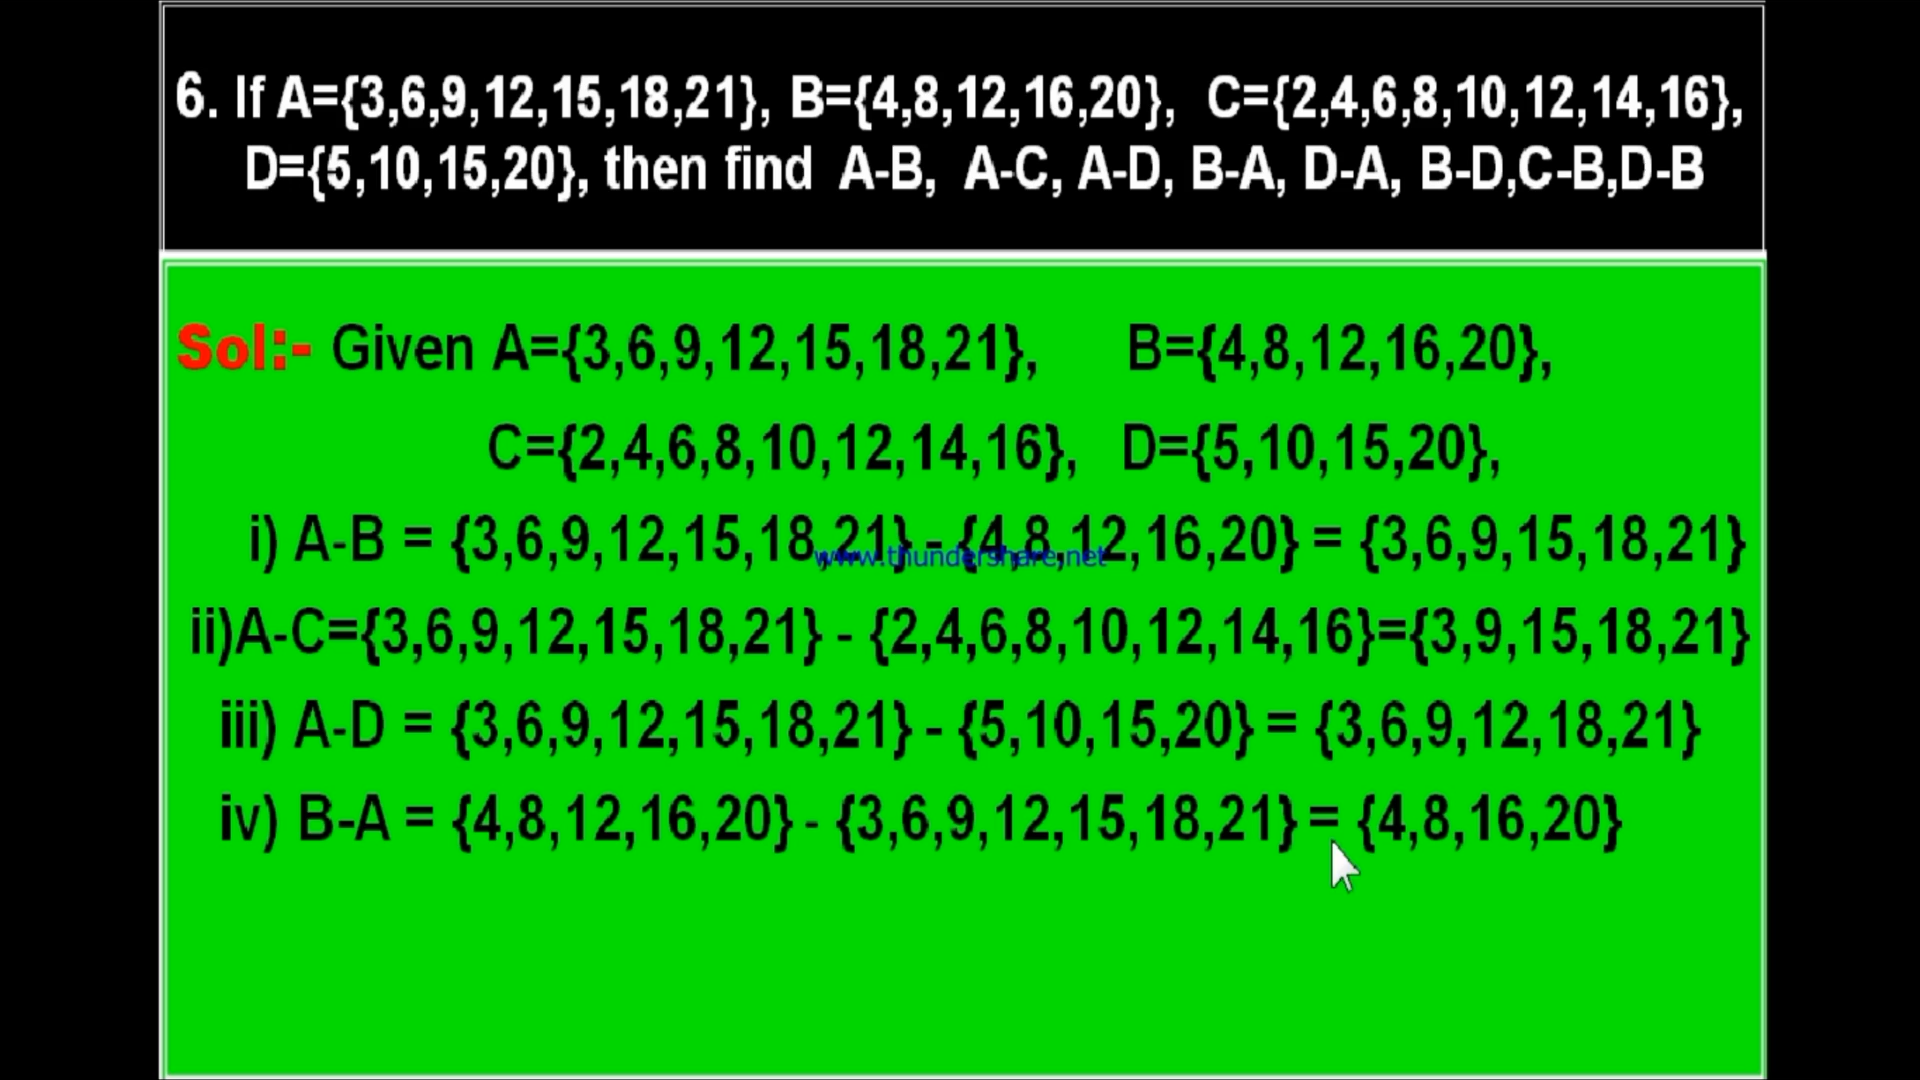 6. If A={3,6,9,12,15,18,21}, B={4,8,12,16,20}, C={2,4,6,8,10,12,14,16},
D={5,10,15,20}, then find A-B, A-C, A-D, B-A, D-A, B-D,C-B,D-B
Sol:- Given A={3,6,9,12,15,18,21}, B={4,8,12,16,20},
C={2,4,6,8,10,12,14,16}, D={5,10,15,20},
i) A-B = {3,6,9,12,15,18,21} - {4,8,12,16,20} = {3,6,9,15,18,21}
www.thundershare.net
ii)A-C={3,6,9,12,15,18,21} - {2,4,6,8,10,12,14,16}={3,9,15,18,21}
iii) A-D = {3,6,9,12,15,18,21} - {5,10,15,20} = {3,6,9,12,18,21}
iv) B-A = {4,8,12,16,20} - {3,6,9,12,15,18,21} = {4,8,16,20}